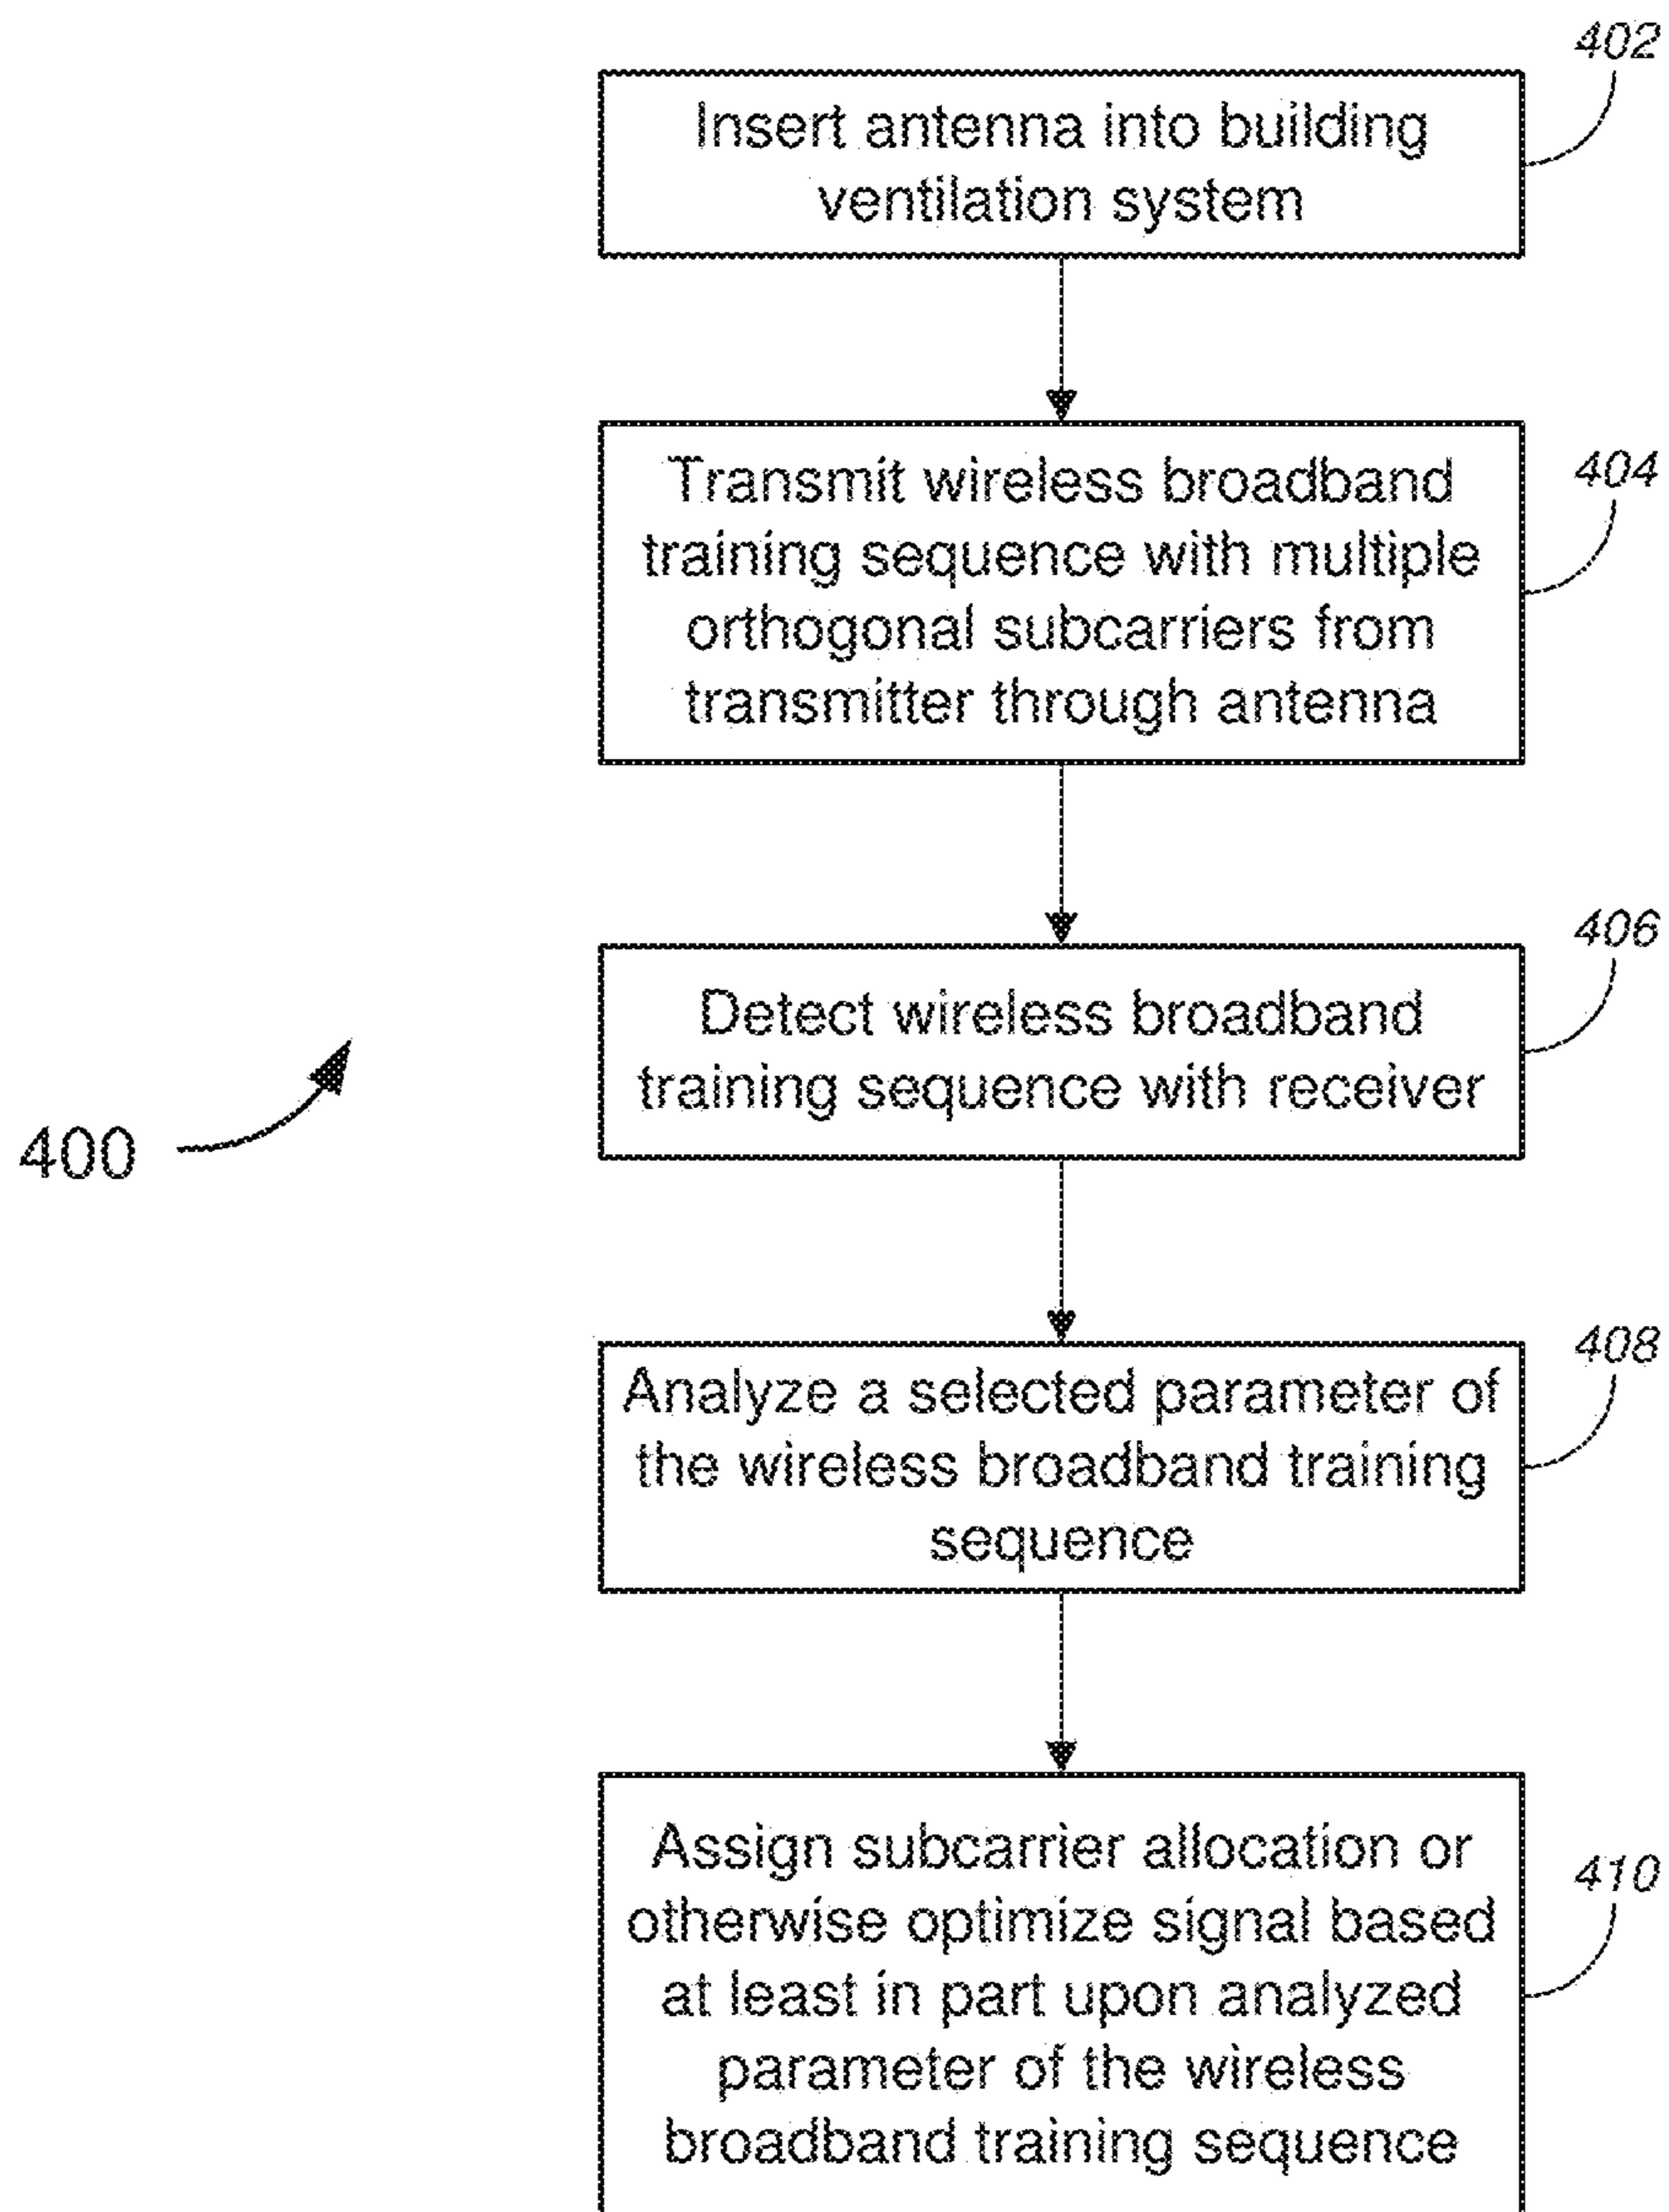 402
Insert antenna into building
ventilation system
404
Transmit wireless broadband
training sequence with multiple
orthogonal subcarriers from
transmitter through antenna
406
Detect wireless broadband
training sequence with receiver
400
408
Analyze a selected parameter of
the wireless broadband training
sequence
410
Assign subcarrier allocation or
otherwise optimize signal based
at least in part upon analyzed
parameter of the wireless
broadband training sequence